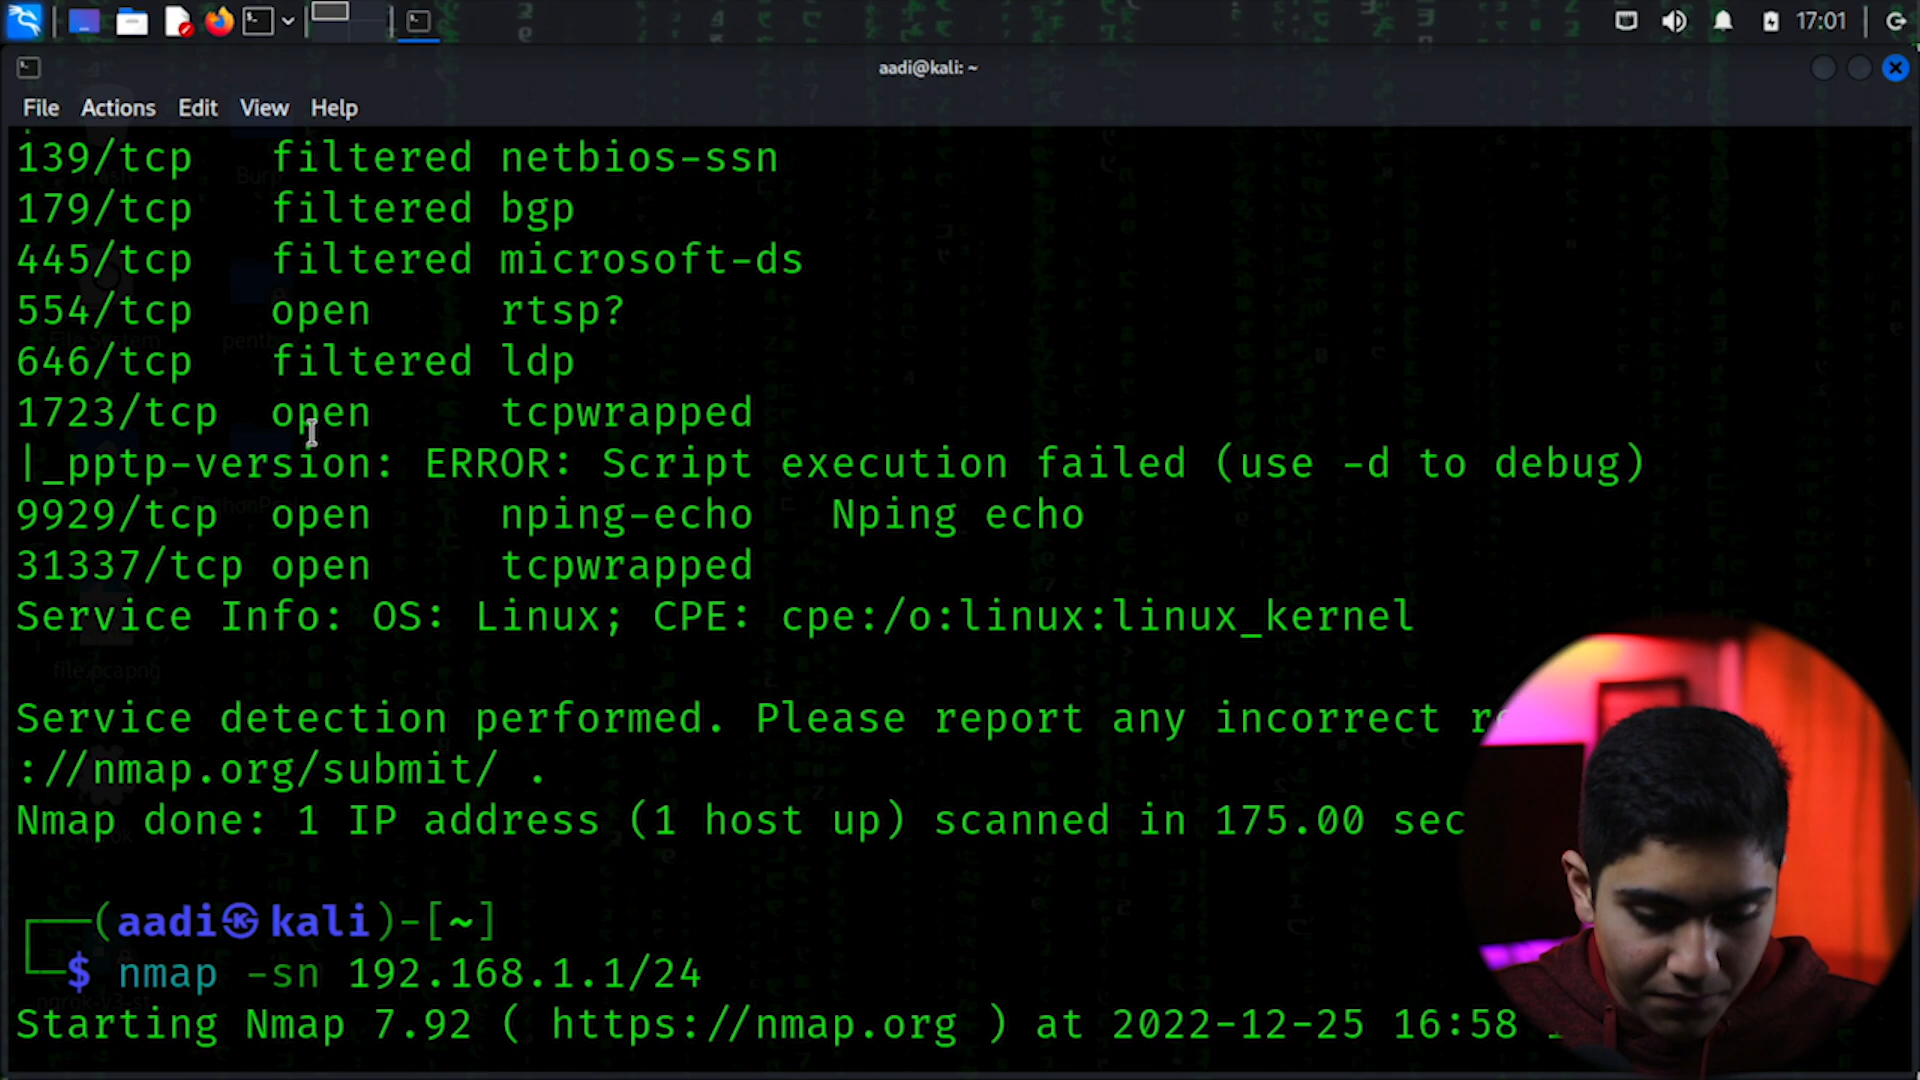 17:01
aadi@kali: ~
File Actions Edit View Help
139/tcp filtered netbios-ssn
179/tcp filtered bgp
445/tcp filtered microsoft-ds
554/tcp open rtsp?
646/tcp filtered ldp
1723/tcp open tcpwrapped
|_pptp-version: ERROR: Script execution failed (use -d to debug)
9929/tcp open nping-echo Nping echo
31337/tcp open tcpwrapped
Service Info: OS: Linux; CPE: cpe:/o:linux:linux_kernel
file.pcapng
Service detection performed. Please report any incorrect
://nmap.org/submit/ .
Nmap done: 1 IP address (1 host up) scanned in 175.00 sec
(aadi㉿kali)-[~]
$ nmap -sn 192.168.1.1/24
Starting Nmap 7.92 ( https://nmap.org ) at 2022-12-25 16:58